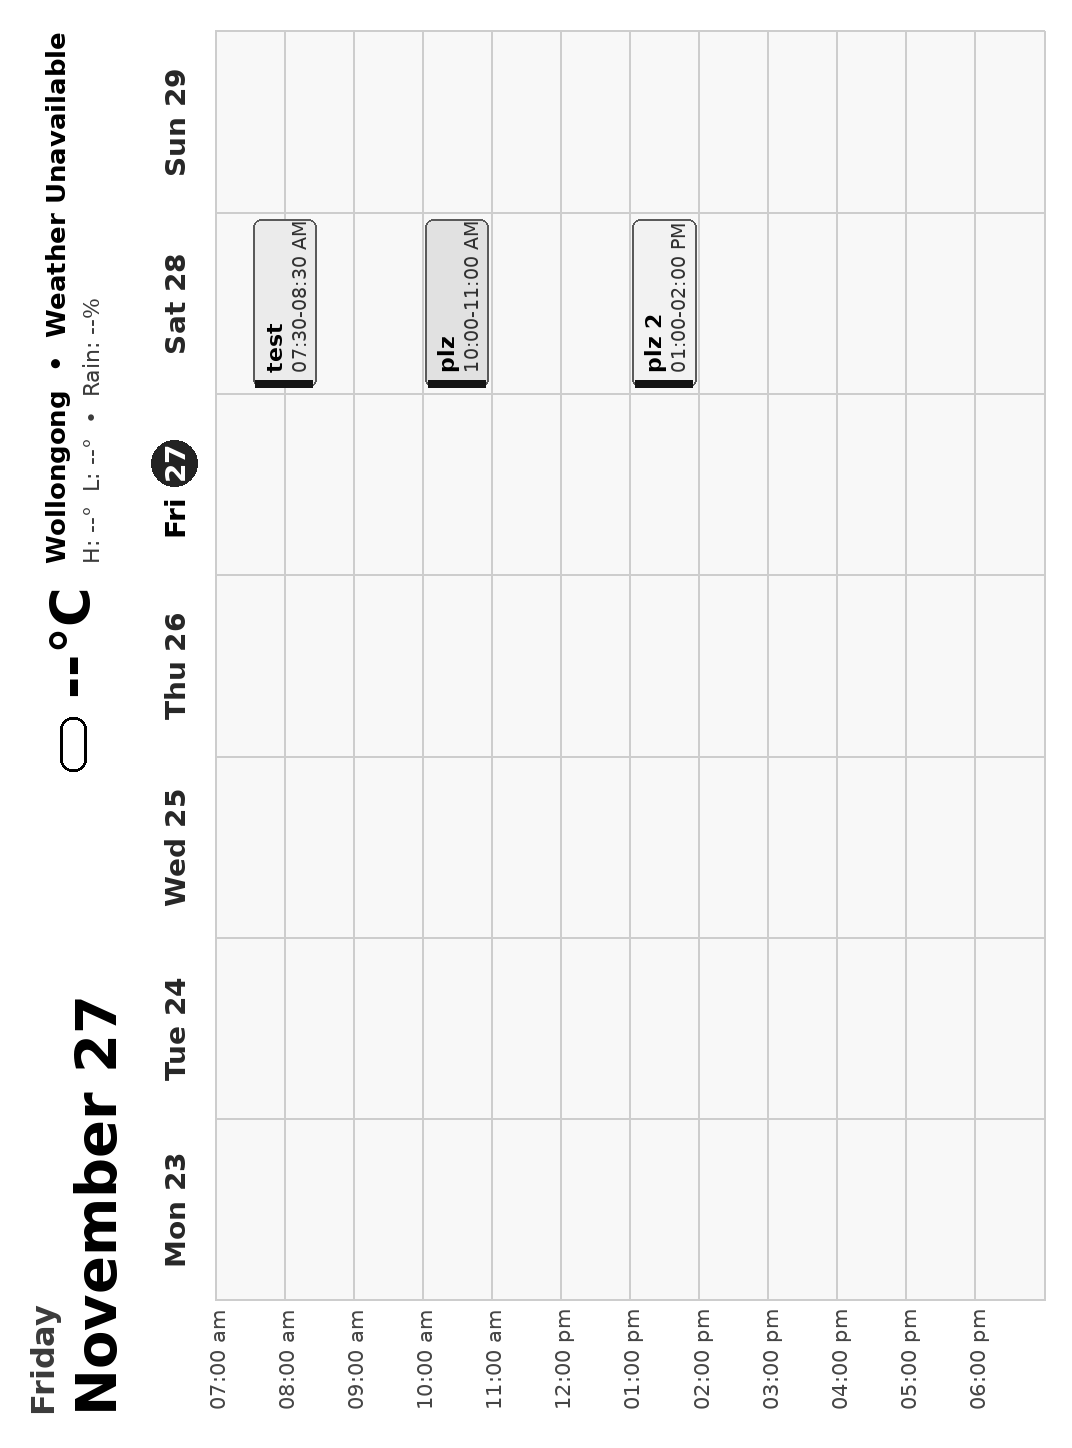 Friday
November 27
--°C
Wollongong • Weather Unavailable
H: --° L: --° • Rain: --%
Mon 23
Tue 24
Wed 25
Thu 26
Fri 27
Sat 28
Sun 29
07:00 am
test
07:30-08:30 AM
08:00 am
09:00 am
10:00 am
plz
10:00-11:00 AM
11:00 am
12:00 pm
01:00 pm
plz 2
01:00-02:00 PM
02:00 pm
03:00 pm
04:00 pm
05:00 pm
06:00 pm